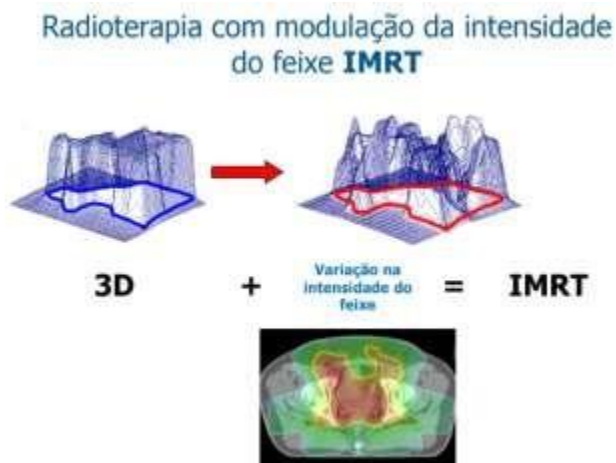 Radioterapia com modulação da intensidade
do feixe IMRT
3D + Variação na
intensidade do
feixe = IMRT